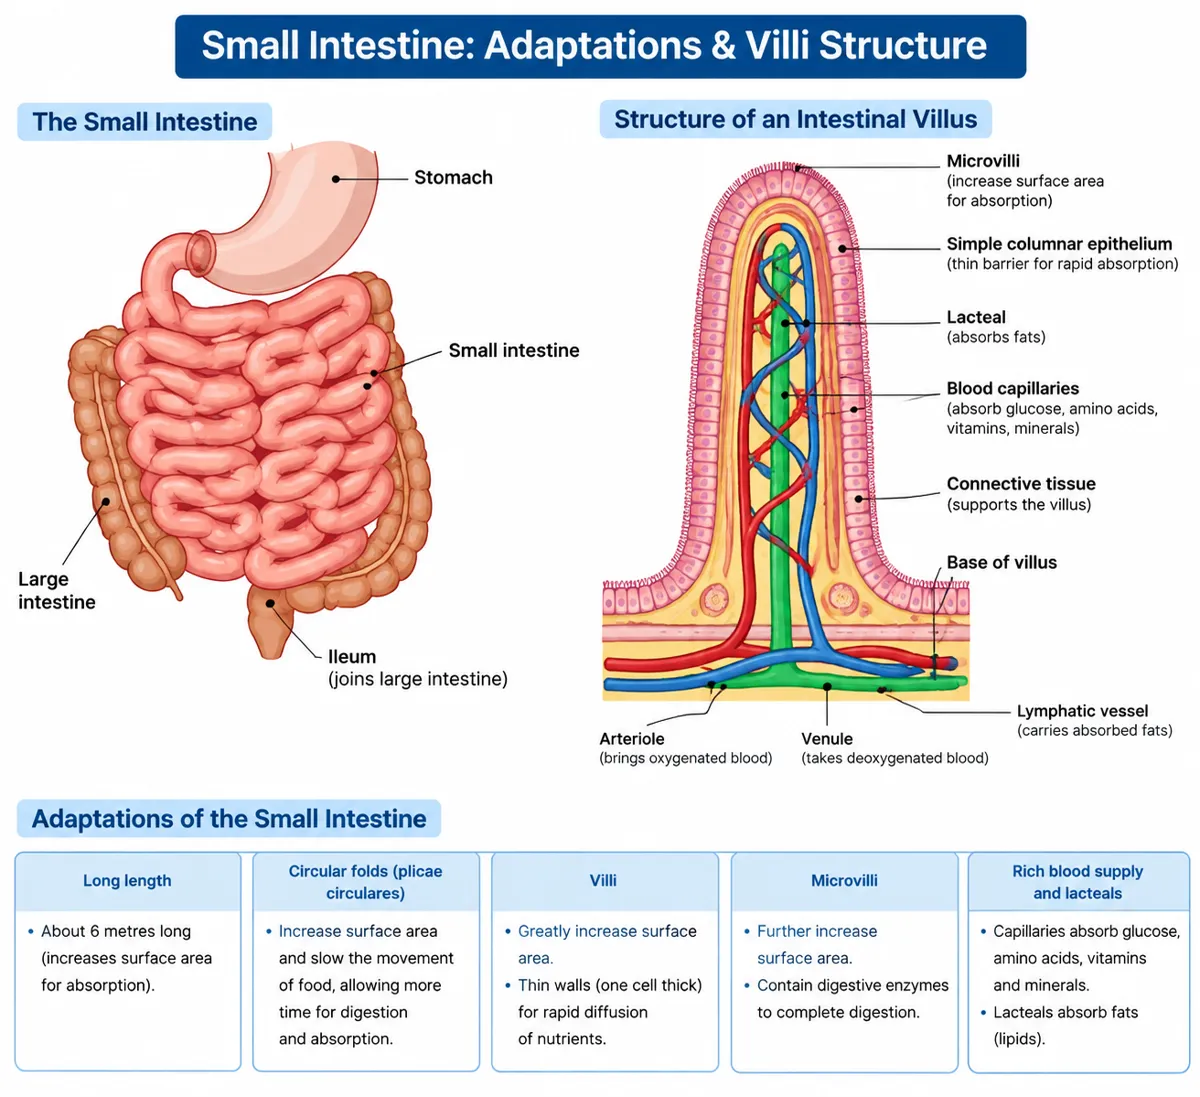 Small Intestine: Adaptations & Villi Structure
The Small Intestine
Stomach
Small intestine
Large
intestine
Ileum
(joins large intestine)
Structure of an Intestinal Villus
Microvilli
(increase surface area
for absorption)
Simple columnar epithelium
(thin barrier for rapid absorption)
Lacteal
(absorbs fats)
Blood capillaries
(absorb glucose, amino acids,
vitamins, minerals)
Connective tissue
(supports the villus)
Base of villus
Lymphatic vessel
(carries absorbed fats)
Arteriole
(brings oxygenated blood)
Venule
(takes deoxygenated blood)
Adaptations of the Small Intestine
Long length
• About 6 metres long
(increases surface area
for absorption).
Circular folds (plicae
circulares)
• Increase surface area
and slow the movement
of food, allowing more
time for digestion
and absorption.
Villi
• Greatly increase surface
area.
• Thin walls (one cell thick)
for rapid diffusion
of nutrients.
Microvilli
• Further increase
surface area.
• Contain digestive enzymes
to complete digestion.
Rich blood supply
and lacteals
• Capillaries absorb glucose,
amino acids, vitamins
and minerals.
• Lacteals absorb fats
(lipids).